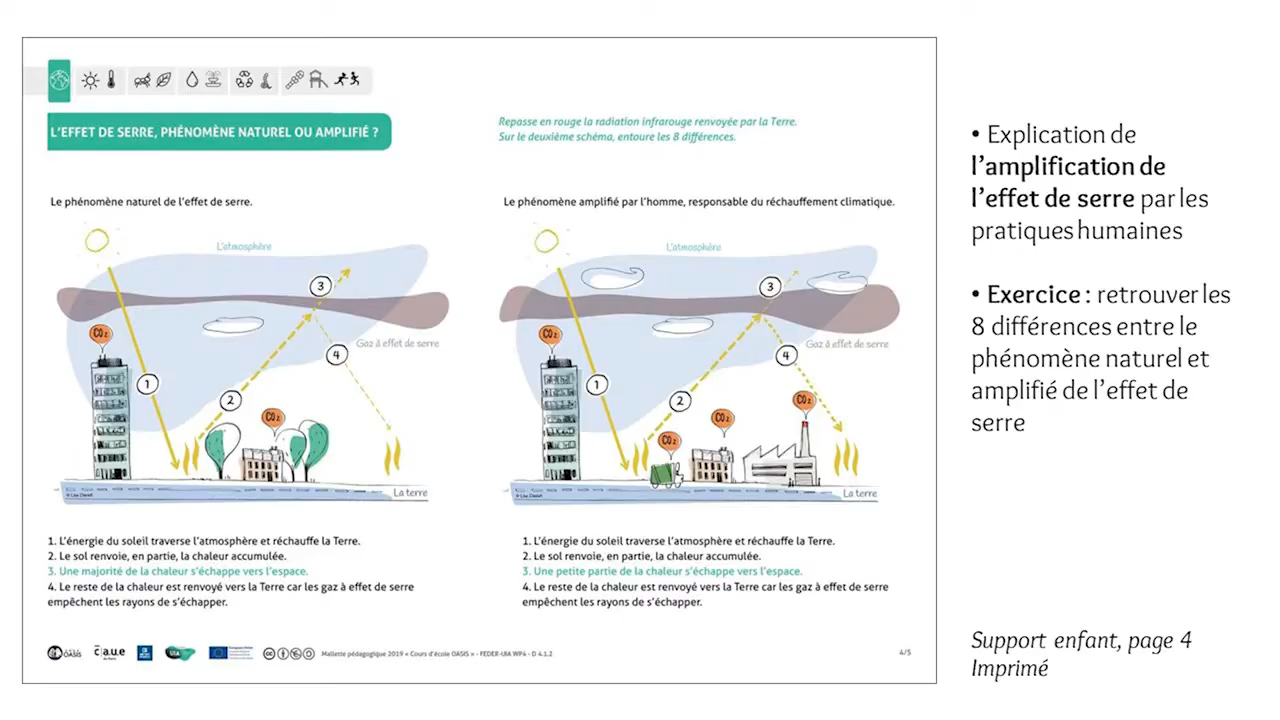 L'EFFET DE SERRE, PHÉNOMÈNE NATUREL OU AMPLIFIÉ ?
Repasse en rouge la radiation infrarouge renvoyée par la Terre.
Sur le deuxième schéma, entoure les 8 différences.
Le phénomène naturel de l'effet de serre.
L'atmosphère
3
CO2
Gaz à effet de serre
4
1
2
CO2
La terre
© Lisa Daniell
1. L'énergie du soleil traverse l'atmosphère et réchauffe la Terre.
2. Le sol renvoie, en partie, la chaleur accumulée.
3. Une majorité de la chaleur s'échappe vers l'espace.
4. Le reste de la chaleur est renvoyé vers la Terre car les gaz à effet de serre
empêchent les rayons de s'échapper.
Le phénomène amplifié par l'homme, responsable du réchauffement climatique.
L'atmosphère
3
CO2
Gaz à effet de serre
4
1
2
CO2
CO2
CO2
La terre
1. L'énergie du soleil traverse l'atmosphère et réchauffe la Terre.
2. Le sol renvoie, en partie, la chaleur accumulée.
3. Une petite partie de la chaleur s'échappe vers l'espace.
4. Le reste de la chaleur est renvoyé vers la Terre car les gaz à effet de serre
empêchent les rayons de s'échapper.
OASIS
c|a.u.e
UIA
Mallette pédagogique 2019 « Cours d'école OASIS » - FEDER-UIA WP4 - D 4.1.2
4/5
• Explication de
l'amplification de
l'effet de serre par les
pratiques humaines
• Exercice : retrouver les
8 différences entre le
phénomène naturel et
amplifié de l'effet de
serre
Support enfant, page 4
Imprimé